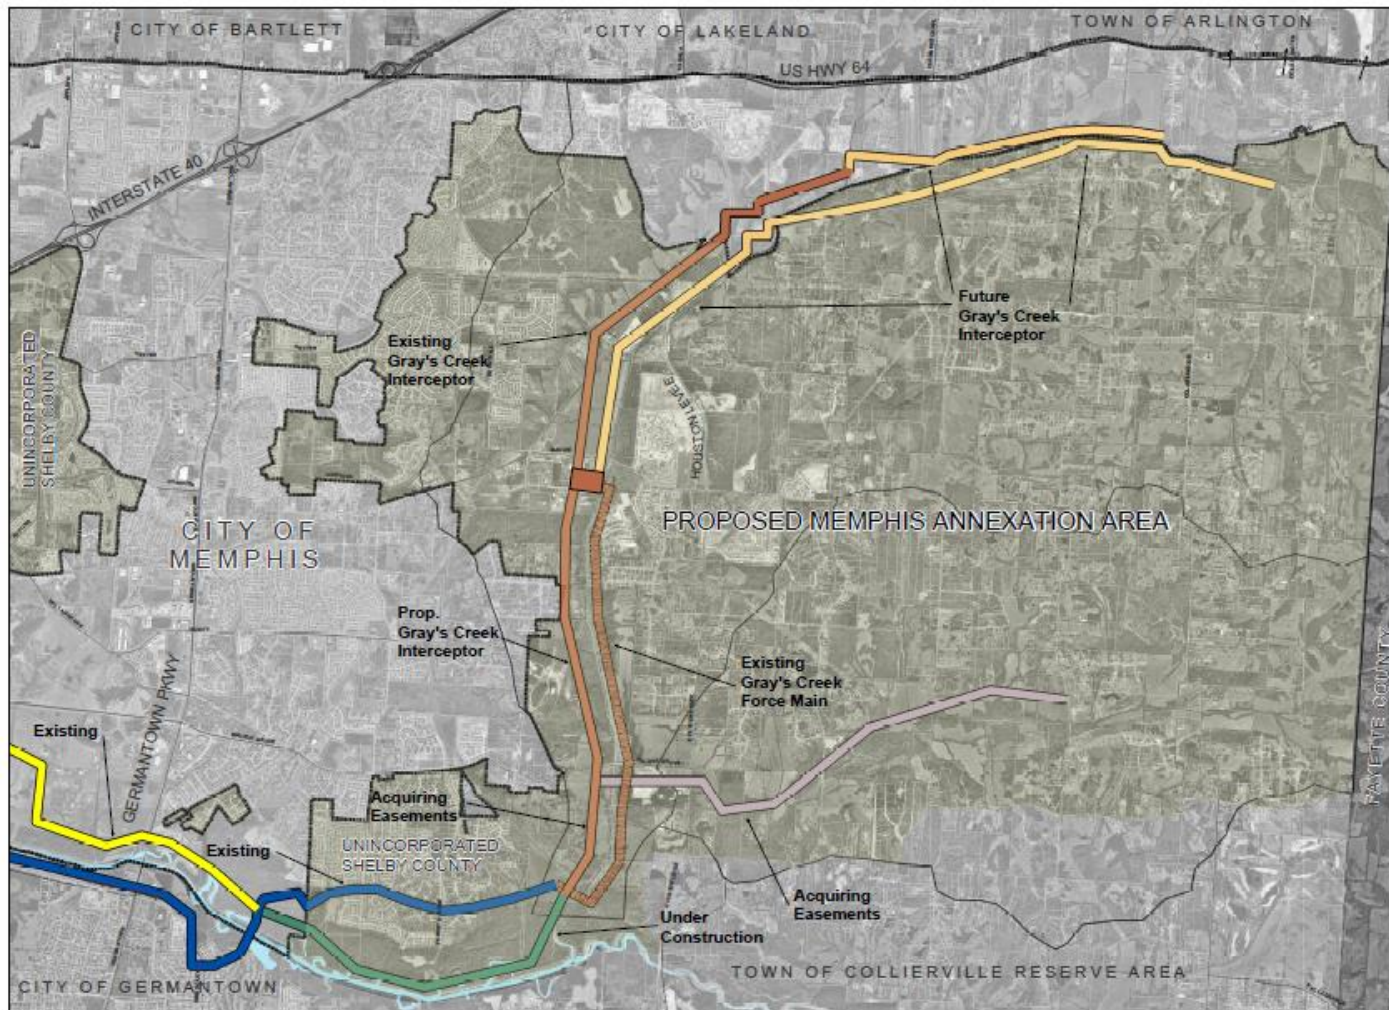 CITY OF BARTLETT
CITY OF LAKELAND
TOWN OF ARLINGTON
US HWY 64
INTERSTATE 40
UNINCORPORATED
SHELBY COUNTY
Existing
Gray's Creek
Interceptor
Future
Gray's Creek
Interceptor
HOUSTON LEVEE
CITY OF
MEMPHIS
PROPOSED MEMPHIS ANNEXATION AREA
Prop.
Gray's Creek
Interceptor
Existing
Gray's Creek
Force Main
GERMANTOWN PKWY
FAYETTE COUNTY
Existing
Acquiring
Easements
Existing
UNINCORPORATED
SHELBY COUNTY
Acquiring
Easements
Under
Construction
CITY OF GERMANTOWN
TOWN OF COLLIERVILLE RESERVE AREA